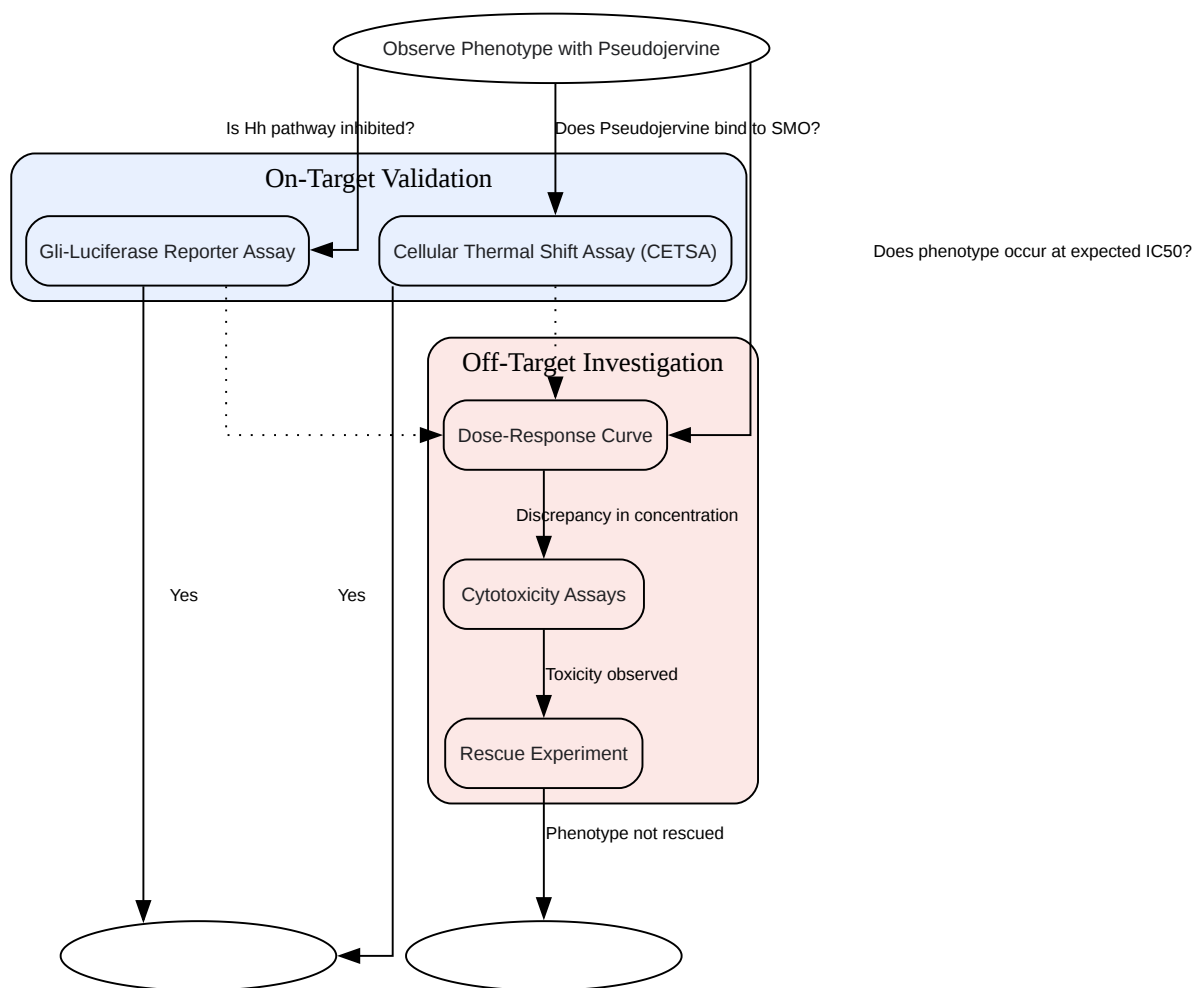 Observe Phenotype with Pseudojervine
Is Hh pathway inhibited?
Does Pseudojervine bind to SMO?
On-Target Validation
Gli-Luciferase Reporter Assay
Cellular Thermal Shift Assay (CETSA)
Does phenotype occur at expected IC50?
Off-Target Investigation
Dose-Response Curve
Discrepancy in concentration
Yes
Yes
Cytotoxicity Assays
Toxicity observed
Rescue Experiment
Phenotype not rescued